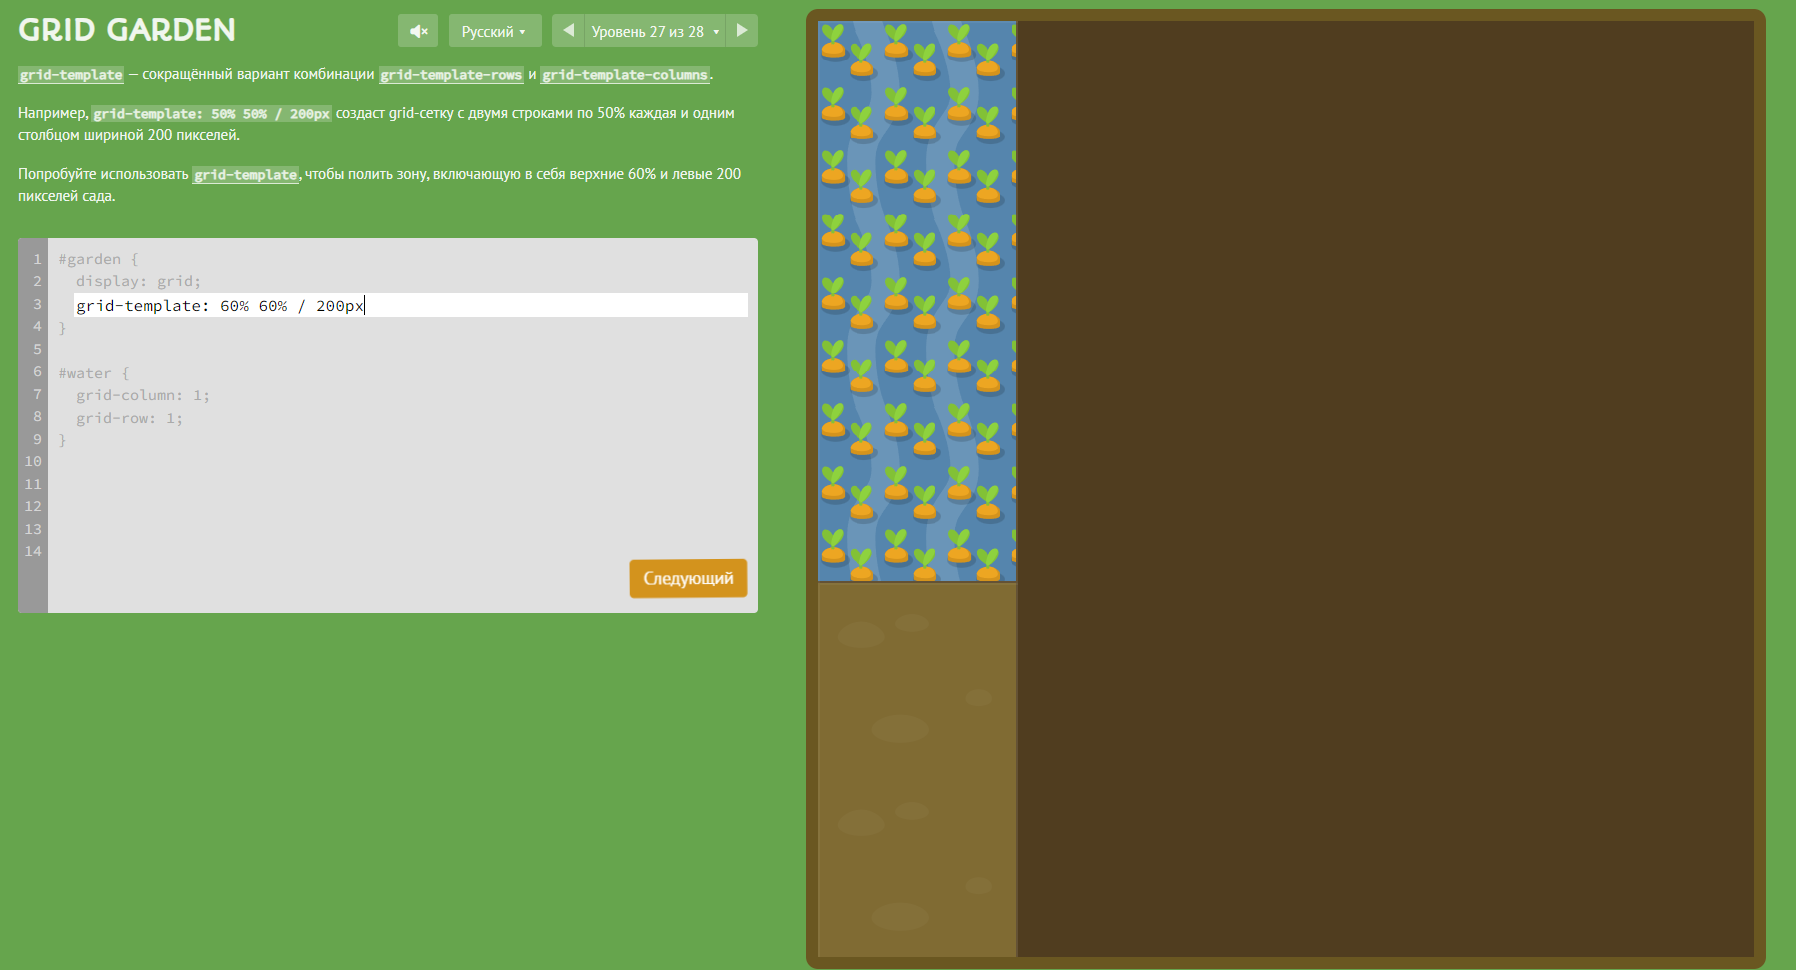 GRID GARDEN
Русский ▾
Уровень 27 из 28 ▾
grid-template — сокращённый вариант комбинации grid-template-rows и grid-template-columns.
Например, grid-template: 50% 50% / 200px создаст grid-сетку с двумя строками по 50% каждая и одним
столбцом шириной 200 пикселей.
Попробуйте использовать grid-template, чтобы полить зону, включающую в себя верхние 60% и левые 200
пикселей сада.
1 #garden {
2 display: grid;
3 grid-template: 60% 60% / 200px
4 }
5
6 #water {
7 grid-column: 1;
8 grid-row: 1;
9 }
10
11
12
13
14
Следующий